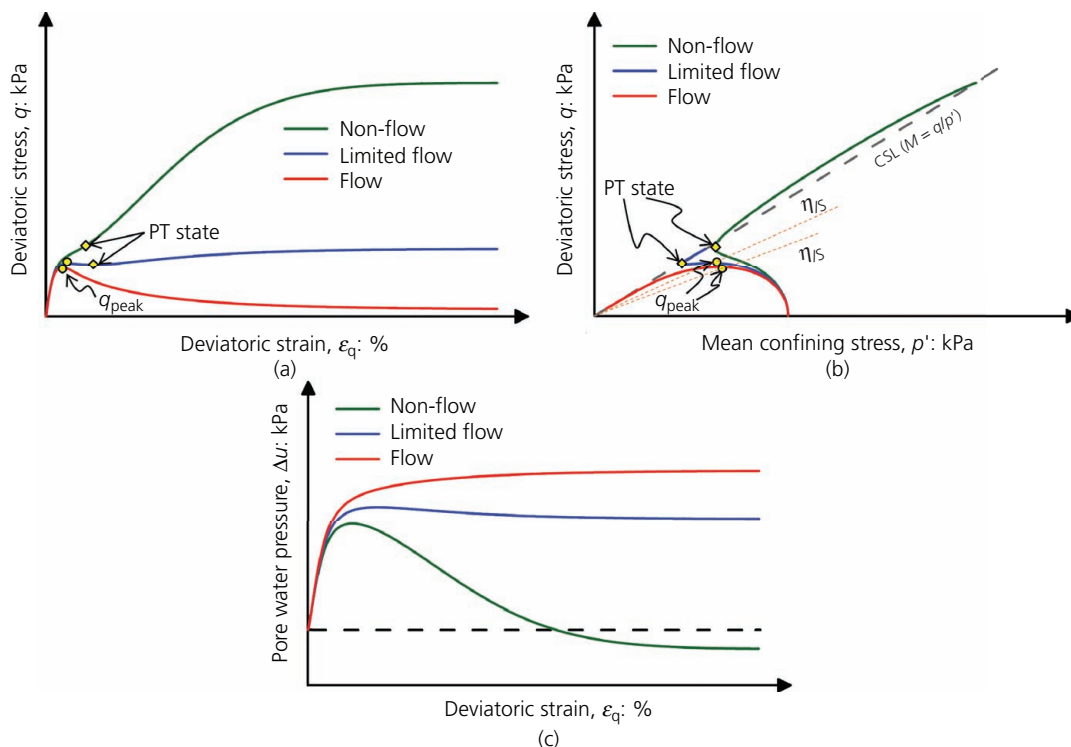 Deviatoric stress, q: kPa
Non-flow
Limited flow
Flow
PT state
q_peak
Deviatoric strain, ε_q: %
(a)
Deviatoric stress, q: kPa
Non-flow
Limited flow
Flow
CSL (M = q/p')
PT state
η_IS
η_IS
q_peak
Mean confining stress, p': kPa
(b)
Pore water pressure, Δu: kPa
Non-flow
Limited flow
Flow
Deviatoric strain, ε_q: %
(c)